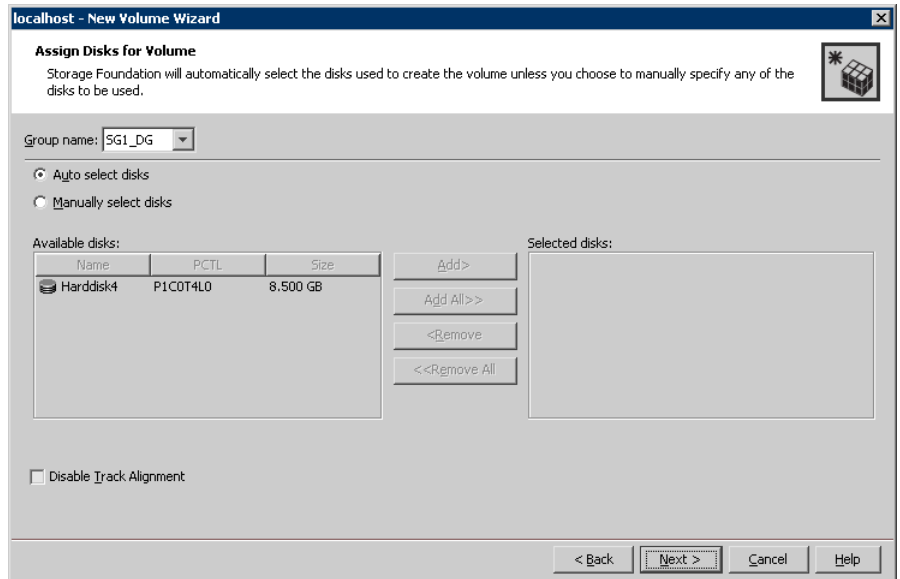 localhost - New Volume Wizard
Assign Disks for Volume
Storage Foundation will automatically select the disks used to create the volume unless you choose to manually specify any of the
disks to be used.
Group name: SG1_DG
Auto select disks
Manually select disks
Available disks:
Name PCTL Size
Harddisk4 P1C0T4L0 8.500 GB
Add>
Add All>>
<Remove
<<Remove All
Selected disks:
Disable Track Alignment
< Back Next > Cancel Help